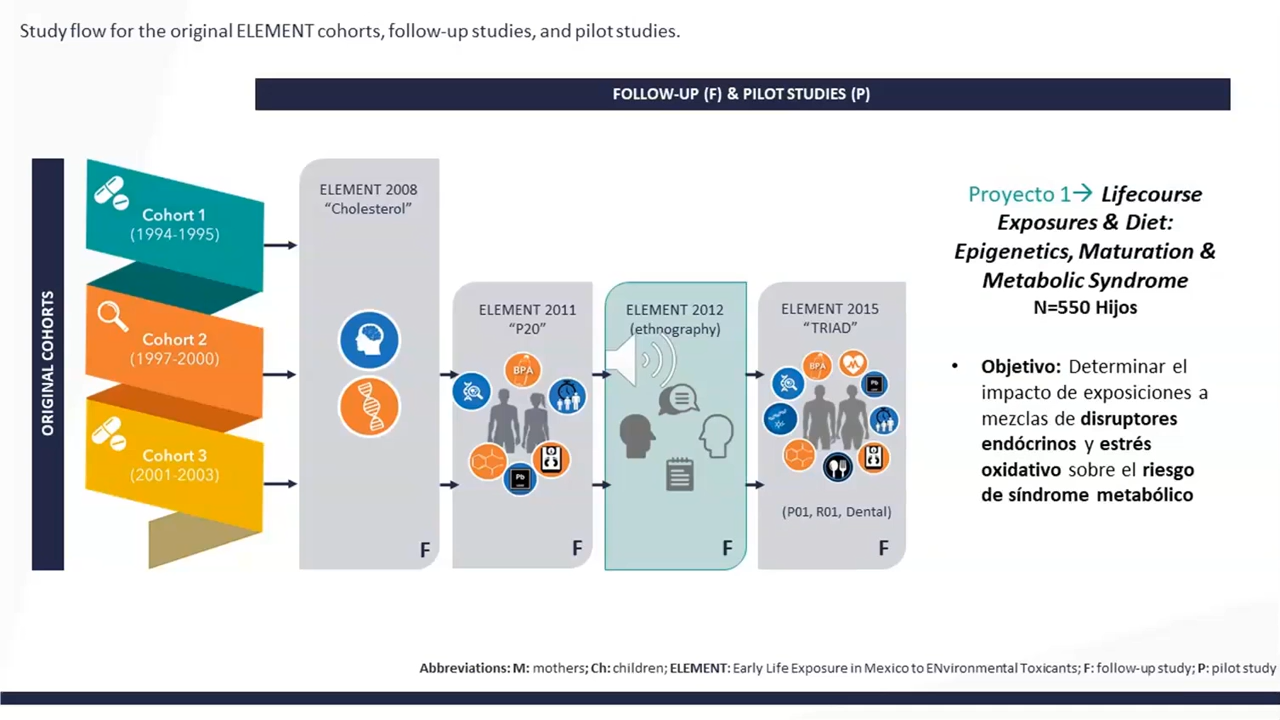 Study flow for the original ELEMENT cohorts, follow-up studies, and pilot studies.
FOLLOW-UP (F) & PILOT STUDIES (P)
ORIGINAL COHORTS
Cohort 1
(1994-1995)
Cohort 2
(1997-2000)
Cohort 3
(2001-2003)
ELEMENT 2008
“Cholesterol”
F
ELEMENT 2011
“P20”
BPA
Pb
F
ELEMENT 2012
(ethnography)
F
ELEMENT 2015
“TRIAD”
BPA
Pb
(P01, R01, Dental)
F
Proyecto 1→ Lifecourse
Exposures & Diet:
Epigenetics, Maturation &
Metabolic Syndrome
N=550 Hijos
• Objetivo: Determinar el
impacto de exposiciones a
mezclas de disruptores
endócrinos y estrés
oxidativo sobre el riesgo
de síndrome metabólico
Abbreviations: M: mothers; Ch: children; ELEMENT: Early Life Exposure in Mexico to ENvironmental Toxicants; F: follow-up study; P: pilot study